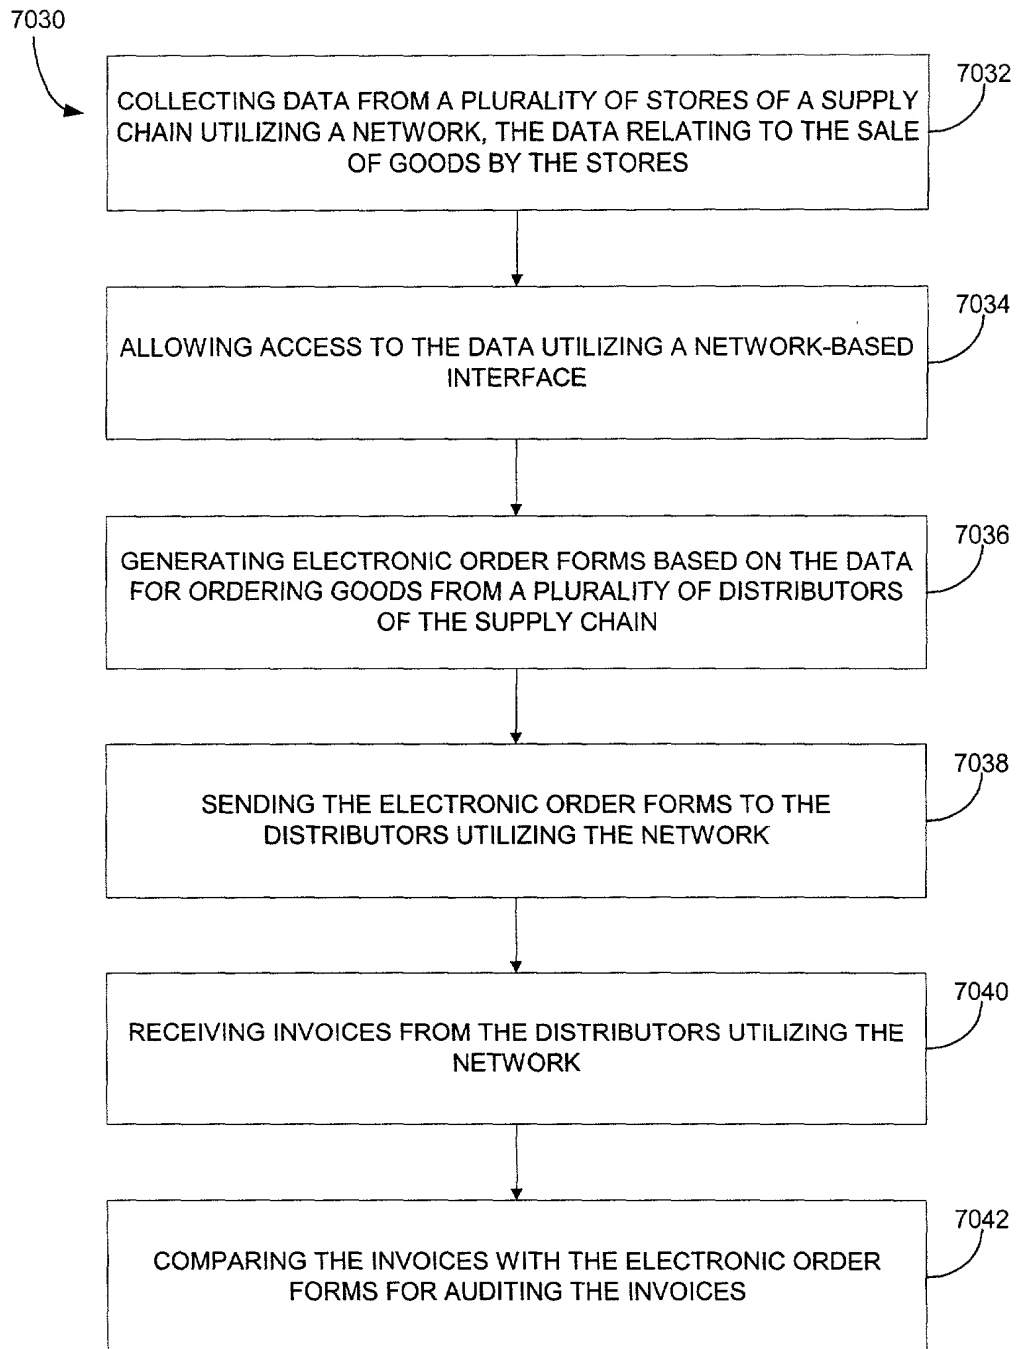 7030
7032
COLLECTING DATA FROM A PLURALITY OF STORES OF A SUPPLY
CHAIN UTILIZING A NETWORK, THE DATA RELATING TO THE SALE
OF GOODS BY THE STORES
7034
ALLOWING ACCESS TO THE DATA UTILIZING A NETWORK-BASED
INTERFACE
7036
GENERATING ELECTRONIC ORDER FORMS BASED ON THE DATA
FOR ORDERING GOODS FROM A PLURALITY OF DISTRIBUTORS
OF THE SUPPLY CHAIN
7038
SENDING THE ELECTRONIC ORDER FORMS TO THE
DISTRIBUTORS UTILIZING THE NETWORK
7040
RECEIVING INVOICES FROM THE DISTRIBUTORS UTILIZING THE
NETWORK
7042
COMPARING THE INVOICES WITH THE ELECTRONIC ORDER
FORMS FOR AUDITING THE INVOICES